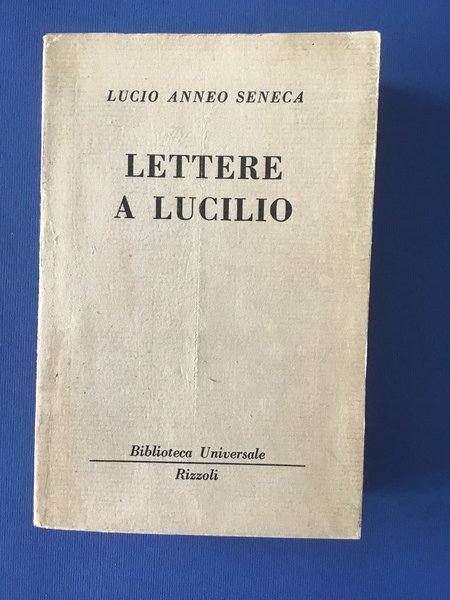 LUCIO ANNEO SENECA
LETTERE
A LUCILIO
Biblioteca Universale
Rizzoli